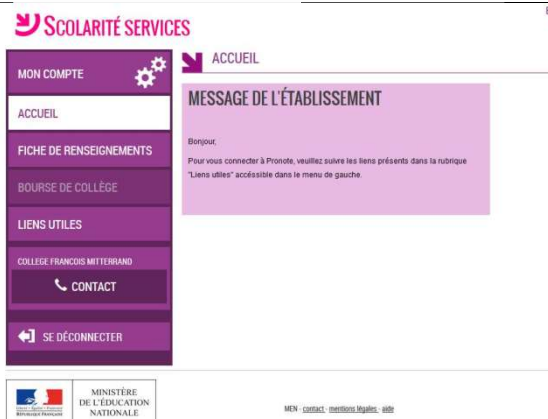 SCOLARITÉ SERVICES
MON COMPTE
ACCUEIL
FICHE DE RENSEIGNEMENTS
BOURSE DE COLLÈGE
LIENS UTILES
COLLEGE FRANCOIS MITTERRAND
CONTACT
SE DÉCONNECTER
ACCUEIL
MESSAGE DE L'ÉTABLISSEMENT
Bonjour,
Pour vous connecter à Pronote, veuillez suivre les liens présents dans la rubrique
"Liens utiles" accéssible dans le menu de gauche.
MINISTÈRE
DE L'ÉDUCATION
NATIONALE
MEN - contact - mentions légales - aide